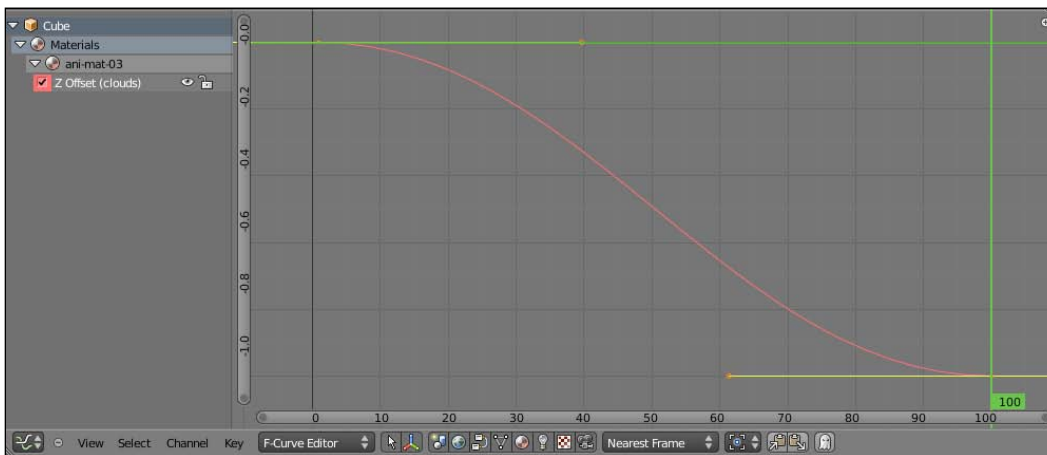 Cube
Materials
ani-mat-03
Z Offset (clouds)
-0.0
-0.2
-0.4
-0.6
-0.8
-1.0
0 10 20 30 40 50 60 70 80 90 100
100
View Select Channel Key F-Curve Editor Nearest Frame